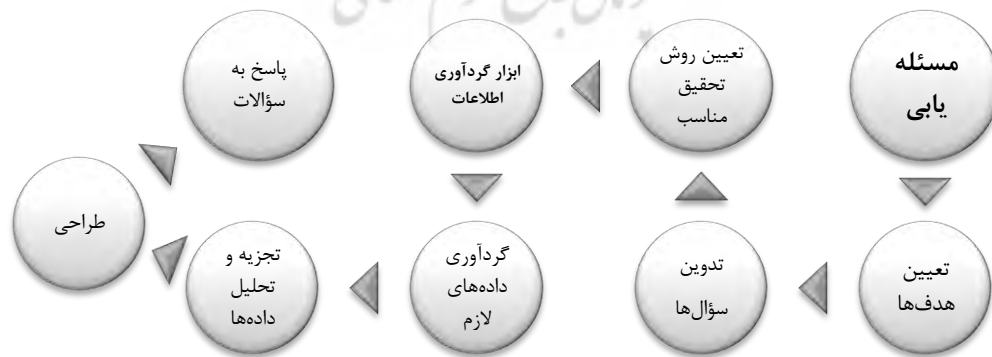 مسئله
یابی
تعیین
هدف‌ها
تدوین
سؤال‌ها
تعیین روش
تحقیق
مناسب
ابزار گردآوری
اطلاعات
گردآوری
داده‌های
لازم
تجزیه و
تحلیل
داده‌ها
طراحی
پاسخ به
سؤالات